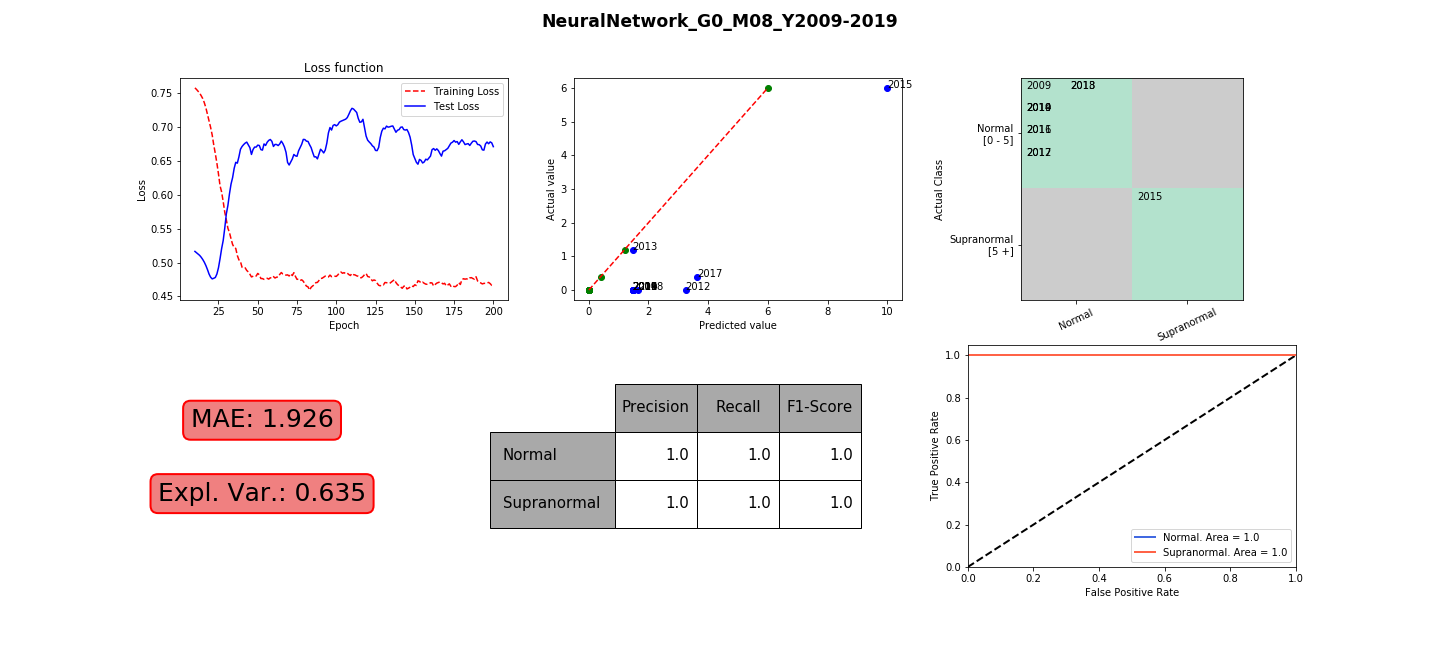 NeuralNetwork_G0_M08_Y2009-2019
Loss function
Training Loss
Test Loss
0.75
0.70
0.65
0.60
0.55
0.50
0.45
Loss
25 50 75 100 125 150 175 200
Epoch
6
5
4
3
2
1
0
Actual value
2015
2013
2017
2012
0 2 4 6 8 10
Predicted value
Actual Class
Normal
[0 - 5]
Supranormal
[5 +]
2009
2015
Normal
Supranormal
MAE: 1.926
Expl. Var.: 0.635
Precision Recall F1-Score
Normal 1.0 1.0 1.0
Supranormal 1.0 1.0 1.0
1.0
0.8
0.6
0.4
0.2
0.0
True Positive Rate
Normal. Area = 1.0
Supranormal. Area = 1.0
0.0 0.2 0.4 0.6 0.8 1.0
False Positive Rate